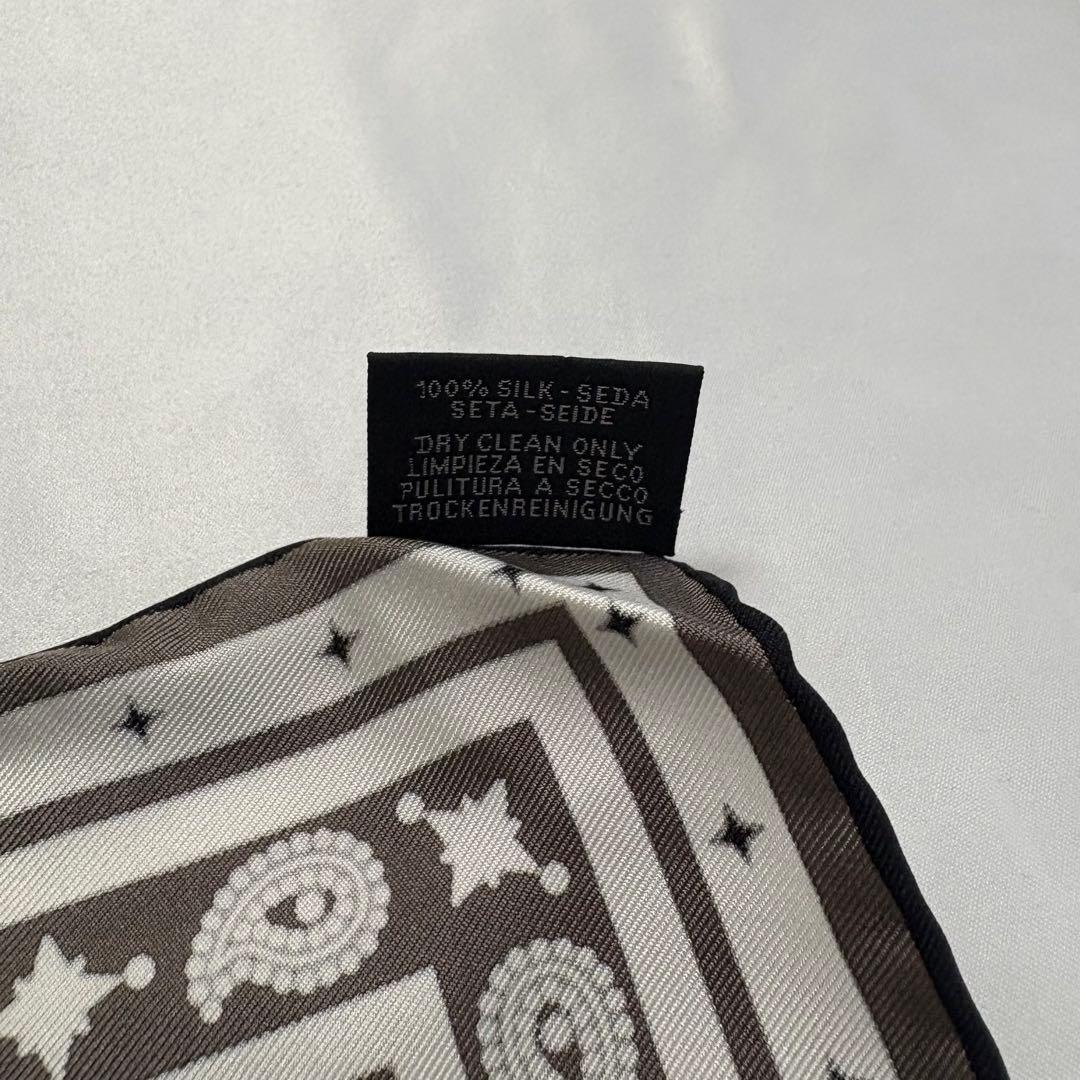 100% SILK - SEDA
SETA - SEIDE
DRY CLEAN ONLY
LIMPIEZA EN SECO
PULITURA A SECCO
TROCKENREINIGUNG